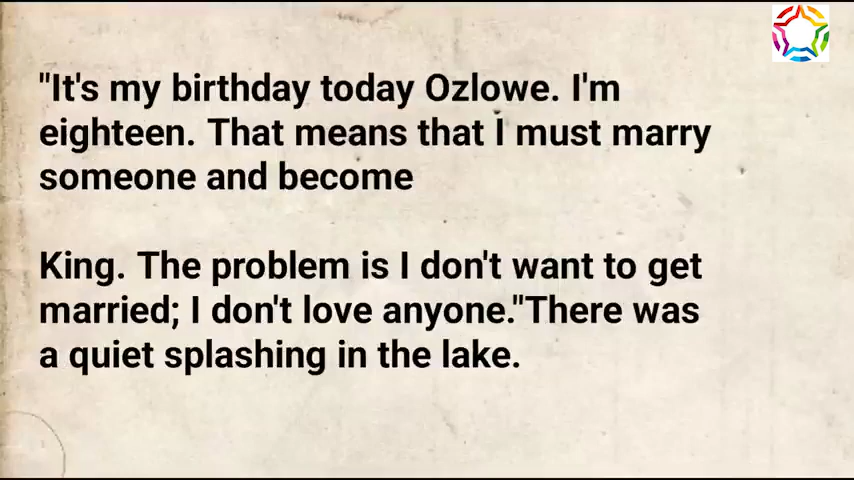 "It's my birthday today Ozlowe. I'm
eighteen. That means that I must marry
someone and become
King. The problem is I don't want to get
married; I don't love anyone."There was
a quiet splashing in the lake.